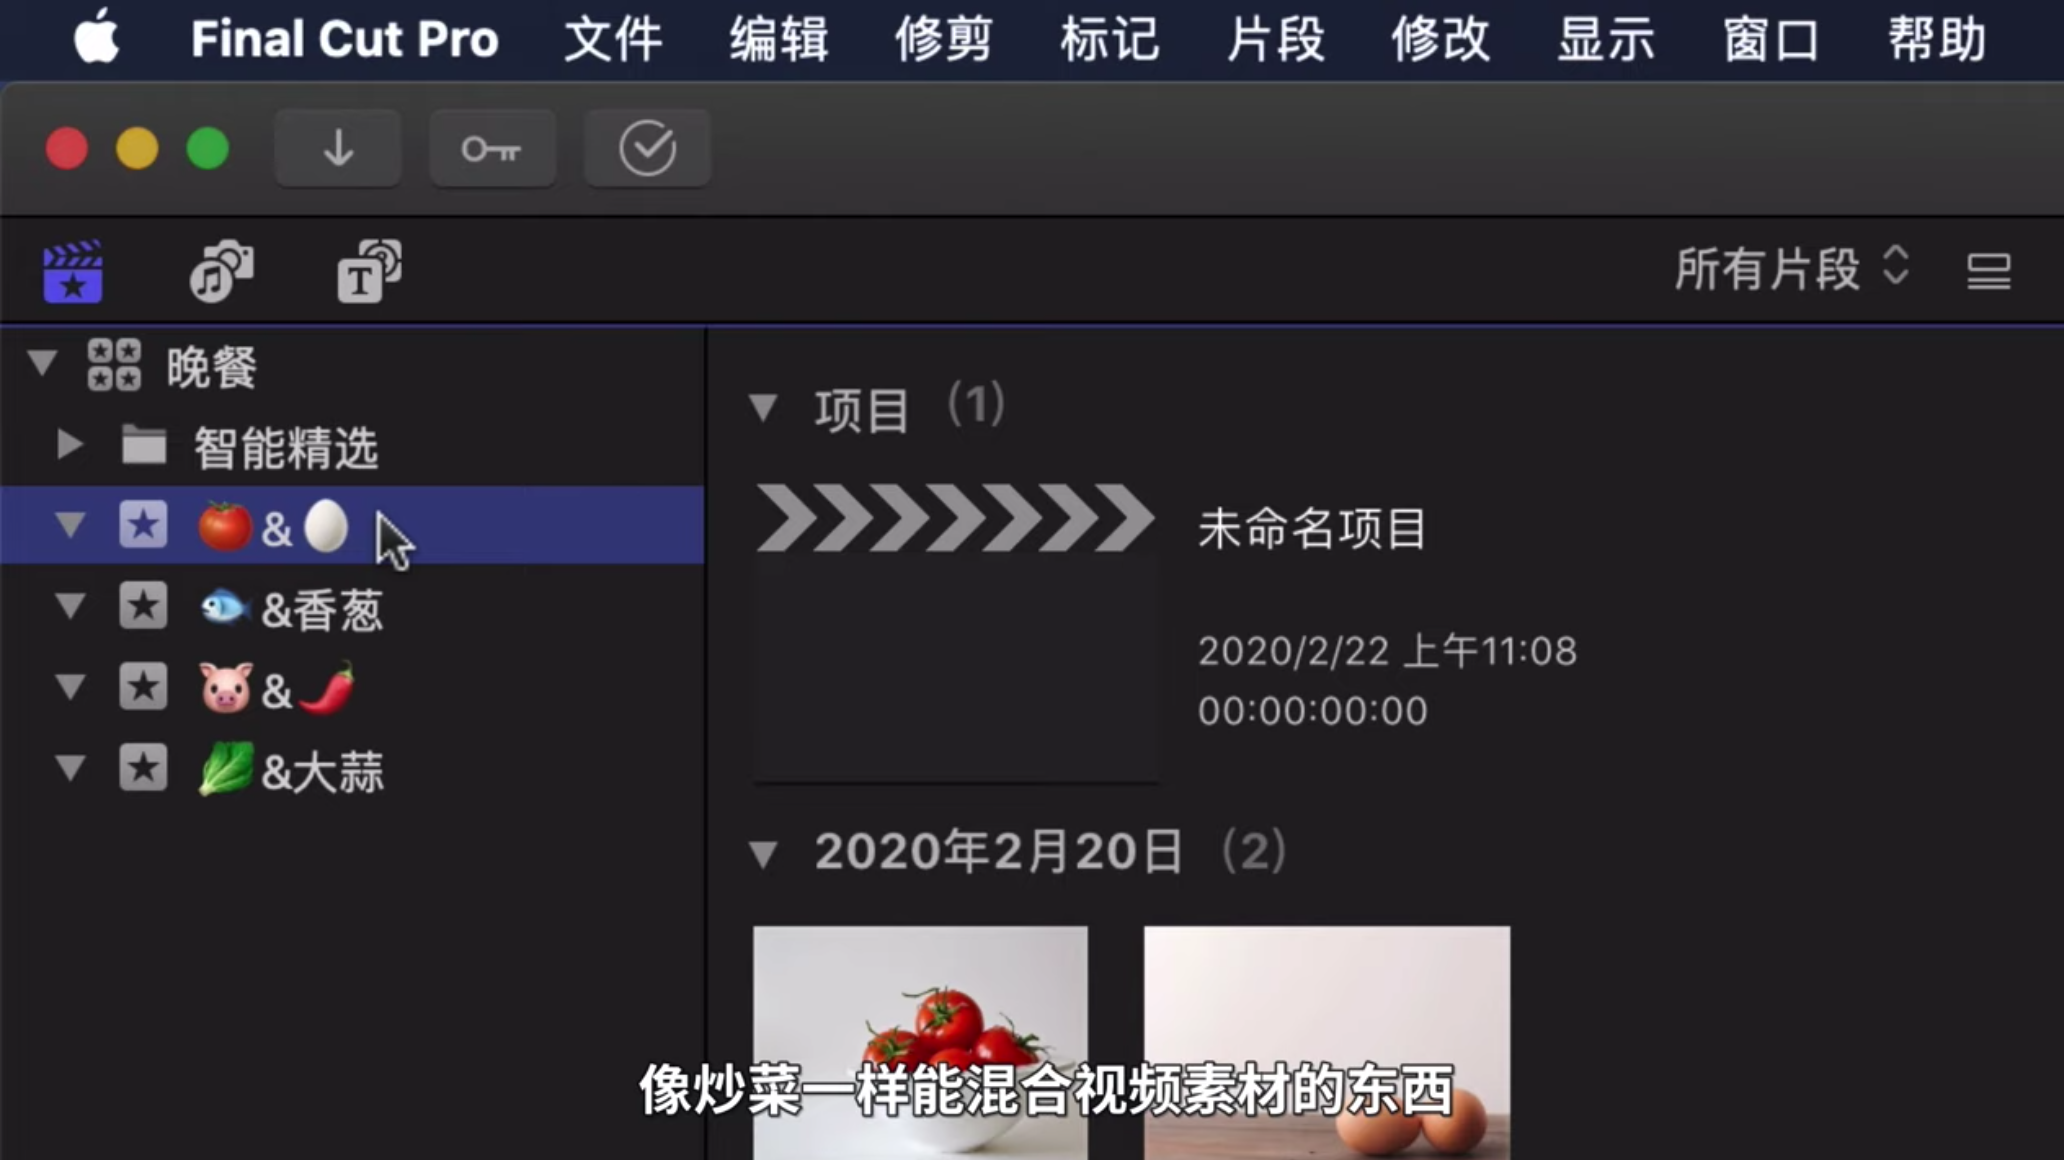 Final Cut Pro 文件 编辑 修剪 标记 片段 修改 显示 窗口 帮助
所有片段
晚餐
智能精选
🍅&🥚
🐟&香葱
🐷&🌶️
🥬&大蒜
项目 (1)
未命名项目
2020/2/22 上午11:08
00:00:00:00
2020年2月20日 (2)
像炒菜一样能混合视频素材的东西